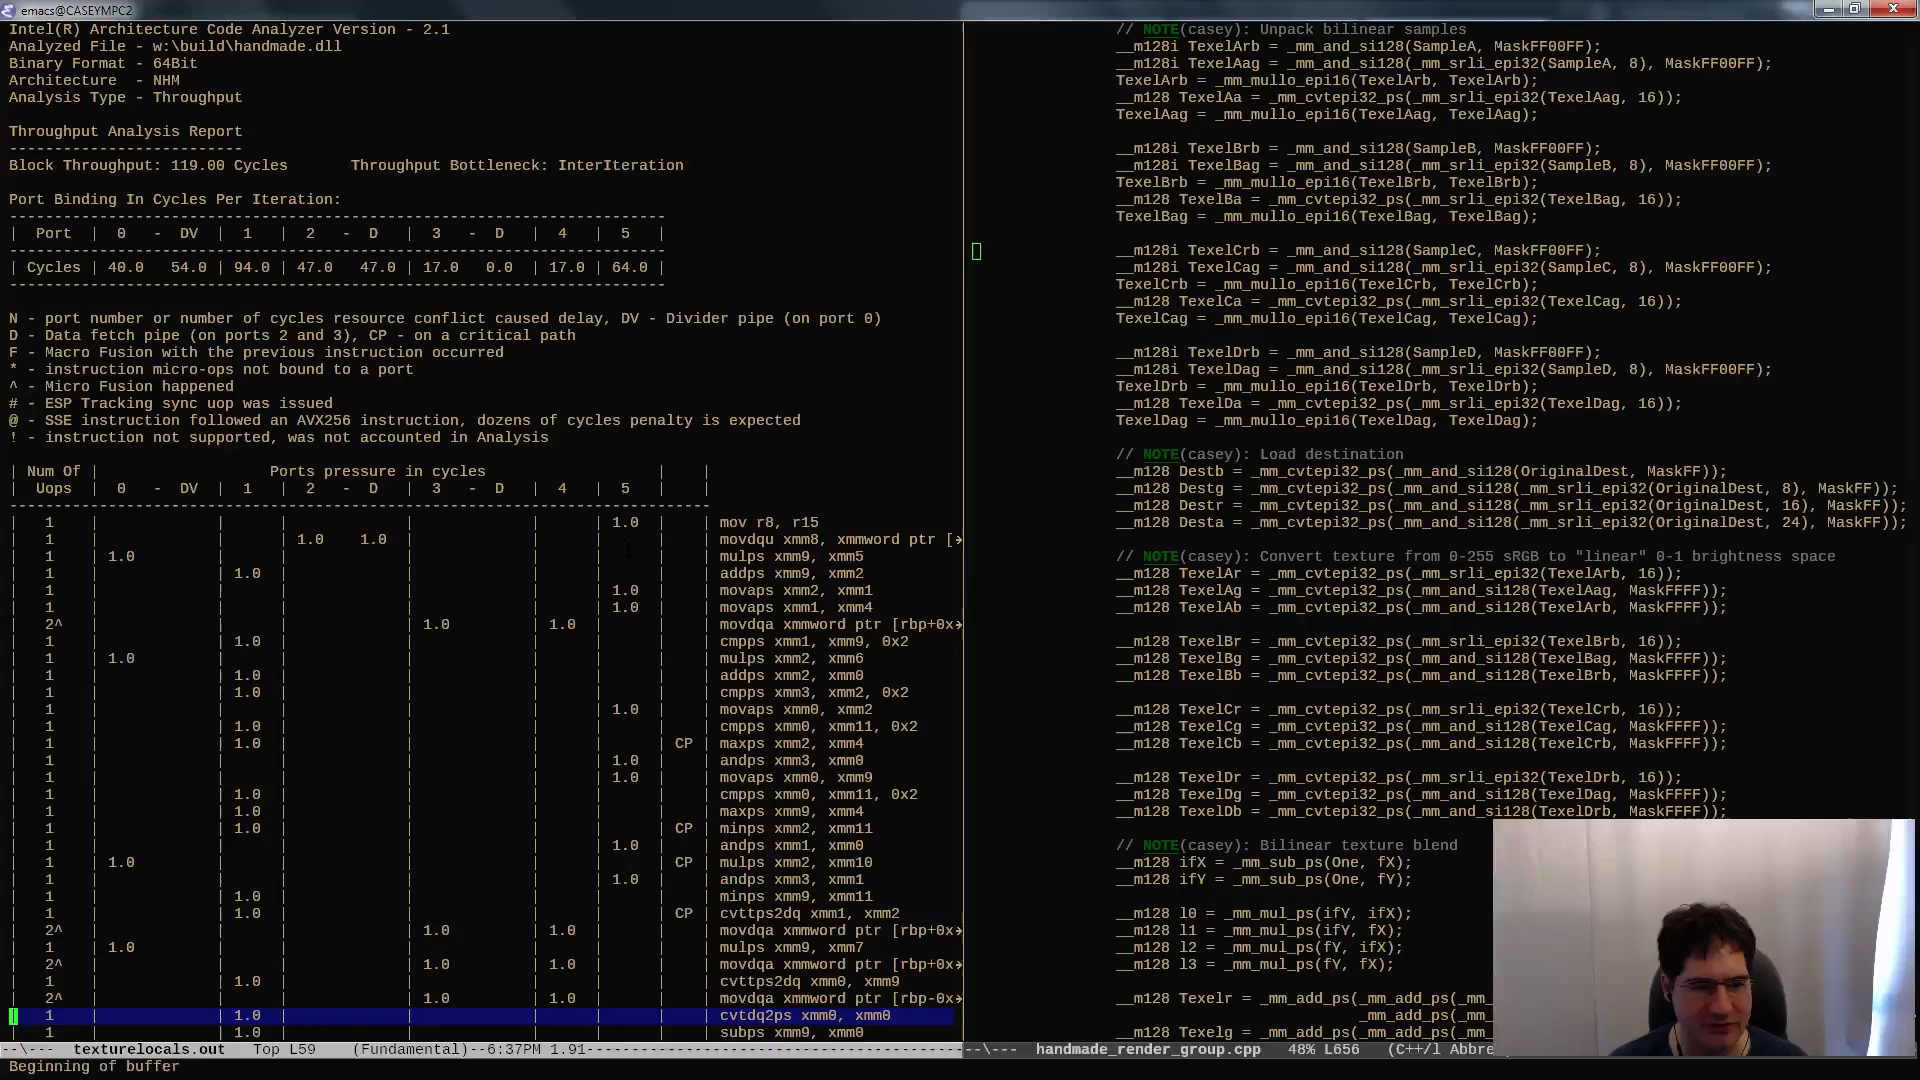 emacs@CASEYMPC2
Intel(R) Architecture Code Analyzer Version - 2.1
Analyzed File - w:\build\handmade.dll
Binary Format - 64Bit
Architecture  - NHM
Analysis Type - Throughput
Throughput Analysis Report
--------------------------
Block Throughput: 119.00 Cycles       Throughput Bottleneck: InterIteration
Port Binding In Cycles Per Iteration:
-------------------------------------------------------------------------
|  Port  |  0   -  DV  |  1   |  2   -  D   |  3   -  D   |  4   |  5   |
-------------------------------------------------------------------------
| Cycles | 40.0   54.0 | 94.0 | 47.0   47.0 | 17.0   0.0  | 17.0 | 64.0 |
-------------------------------------------------------------------------
N - port number or number of cycles resource conflict caused delay, DV - Divider pipe (on port 0)
D - Data fetch pipe (on ports 2 and 3), CP - on a critical path
F - Macro Fusion with the previous instruction occurred
* - instruction micro-ops not bound to a port
^ - Micro Fusion happened
# - ESP Tracking sync uop was issued
@ - SSE instruction followed an AVX256 instruction, dozens of cycles penalty is expected
! - instruction not supported, was not accounted in Analysis
| Num Of |                   Ports pressure in cycles                   |    |
|  Uops  |  0   -  DV  |  1   |  2   -  D   |  3   -  D   |  4   |  5   |    |
------------------------------------------------------------------------------
|   1    |             |      |             |             |      | 1.0  |    | mov r8, r15
|   1    |             |      | 1.0    1.0  |             |      |      |    | movdqu xmm8, xmmword ptr [
|   1    | 1.0         |      |             |             |      |      |    | mulps xmm9, xmm5
|   1    |             | 1.0  |             |             |      |      |    | addps xmm9, xmm2
|   1    |             |      |             |             |      | 1.0  |    | movaps xmm2, xmm1
|   1    |             |      |             |             |      | 1.0  |    | movaps xmm1, xmm4
|   2^   |             |      |             | 1.0         | 1.0  |      |    | movdqa xmmword ptr [rbp+0x
|   1    |             | 1.0  |             |             |      |      |    | cmpps xmm1, xmm9, 0x2
|   1    | 1.0         |      |             |             |      |      |    | mulps xmm2, xmm6
|   1    |             | 1.0  |             |             |      |      |    | addps xmm2, xmm0
|   1    |             | 1.0  |             |             |      |      |    | cmpps xmm3, xmm2, 0x2
|   1    |             |      |             |             |      | 1.0  |    | movaps xmm0, xmm2
|   1    |             | 1.0  |             |             |      |      |    | cmpps xmm0, xmm11, 0x2
|   1    |             | 1.0  |             |             |      |      | CP | maxps xmm2, xmm4
|   1    |             |      |             |             |      | 1.0  |    | andps xmm3, xmm0
|   1    |             |      |             |             |      | 1.0  |    | movaps xmm0, xmm9
|   1    |             | 1.0  |             |             |      |      |    | cmpps xmm0, xmm11, 0x2
|   1    |             | 1.0  |             |             |      |      |    | maxps xmm9, xmm4
|   1    |             | 1.0  |             |             |      |      | CP | minps xmm2, xmm11
|   1    |             |      |             |             |      | 1.0  |    | andps xmm1, xmm0
|   1    | 1.0         |      |             |             |      |      | CP | mulps xmm2, xmm10
|   1    |             |      |             |             |      | 1.0  |    | andps xmm3, xmm1
|   1    |             | 1.0  |             |             |      |      |    | minps xmm9, xmm11
|   1    |             | 1.0  |             |             |      |      | CP | cvttps2dq xmm1, xmm2
|   2^   |             |      |             | 1.0         | 1.0  |      |    | movdqa xmmword ptr [rbp+0x
|   1    | 1.0         |      |             |             |      |      |    | mulps xmm9, xmm7
|   2^   |             |      |             | 1.0         | 1.0  |      |    | movdqa xmmword ptr [rbp+0x
|   1    |             | 1.0  |             |             |      |      |    | cvttps2dq xmm0, xmm9
|   2^   |             |      |             | 1.0         | 1.0  |      |    | movdqa xmmword ptr [rbp-0x
|   1    |             | 1.0  |             |             |      |      |    | cvtdq2ps xmm0, xmm0
|   1    |             | 1.0  |             |             |      |      |    | subps xmm9, xmm0
--\---  texturelocals.out   Top L59    (Fundamental)--6:37PM 1.91
Beginning of buffer
// NOTE(casey): Unpack bilinear samples
__m128i TexelArb = _mm_and_si128(SampleA, MaskFF00FF);
__m128i TexelAag = _mm_and_si128(_mm_srli_epi32(SampleA, 8), MaskFF00FF);
TexelArb = _mm_mullo_epi16(TexelArb, TexelArb);
__m128 TexelAa = _mm_cvtepi32_ps(_mm_srli_epi32(TexelAag, 16));
TexelAag = _mm_mullo_epi16(TexelAag, TexelAag);
__m128i TexelBrb = _mm_and_si128(SampleB, MaskFF00FF);
__m128i TexelBag = _mm_and_si128(_mm_srli_epi32(SampleB, 8), MaskFF00FF);
TexelBrb = _mm_mullo_epi16(TexelBrb, TexelBrb);
__m128 TexelBa = _mm_cvtepi32_ps(_mm_srli_epi32(TexelBag, 16));
TexelBag = _mm_mullo_epi16(TexelBag, TexelBag);
__m128i TexelCrb = _mm_and_si128(SampleC, MaskFF00FF);
__m128i TexelCag = _mm_and_si128(_mm_srli_epi32(SampleC, 8), MaskFF00FF);
TexelCrb = _mm_mullo_epi16(TexelCrb, TexelCrb);
__m128 TexelCa = _mm_cvtepi32_ps(_mm_srli_epi32(TexelCag, 16));
TexelCag = _mm_mullo_epi16(TexelCag, TexelCag);
__m128i TexelDrb = _mm_and_si128(SampleD, MaskFF00FF);
__m128i TexelDag = _mm_and_si128(_mm_srli_epi32(SampleD, 8), MaskFF00FF);
TexelDrb = _mm_mullo_epi16(TexelDrb, TexelDrb);
__m128 TexelDa = _mm_cvtepi32_ps(_mm_srli_epi32(TexelDag, 16));
TexelDag = _mm_mullo_epi16(TexelDag, TexelDag);
// NOTE(casey): Load destination
__m128 Destb = _mm_cvtepi32_ps(_mm_and_si128(OriginalDest, MaskFF));
__m128 Destg = _mm_cvtepi32_ps(_mm_and_si128(_mm_srli_epi32(OriginalDest, 8), MaskFF));
__m128 Destr = _mm_cvtepi32_ps(_mm_and_si128(_mm_srli_epi32(OriginalDest, 16), MaskFF));
__m128 Desta = _mm_cvtepi32_ps(_mm_and_si128(_mm_srli_epi32(OriginalDest, 24), MaskFF));
// NOTE(casey): Convert texture from 0-255 sRGB to "linear" 0-1 brightness space
__m128 TexelAr = _mm_cvtepi32_ps(_mm_srli_epi32(TexelArb, 16));
__m128 TexelAg = _mm_cvtepi32_ps(_mm_and_si128(TexelAag, MaskFFFF));
__m128 TexelAb = _mm_cvtepi32_ps(_mm_and_si128(TexelArb, MaskFFFF));
__m128 TexelBr = _mm_cvtepi32_ps(_mm_srli_epi32(TexelBrb, 16));
__m128 TexelBg = _mm_cvtepi32_ps(_mm_and_si128(TexelBag, MaskFFFF));
__m128 TexelBb = _mm_cvtepi32_ps(_mm_and_si128(TexelBrb, MaskFFFF));
__m128 TexelCr = _mm_cvtepi32_ps(_mm_srli_epi32(TexelCrb, 16));
__m128 TexelCg = _mm_cvtepi32_ps(_mm_and_si128(TexelCag, MaskFFFF));
__m128 TexelCb = _mm_cvtepi32_ps(_mm_and_si128(TexelCrb, MaskFFFF));
__m128 TexelDr = _mm_cvtepi32_ps(_mm_srli_epi32(TexelDrb, 16));
__m128 TexelDg = _mm_cvtepi32_ps(_mm_and_si128(TexelDag, MaskFFFF));
__m128 TexelDb = _mm_cvtepi32_ps(_mm_and_si128(TexelDrb, MaskFFFF));
// NOTE(casey): Bilinear texture blend
__m128 ifX = _mm_sub_ps(One, fX);
__m128 ifY = _mm_sub_ps(One, fY);
__m128 l0 = _mm_mul_ps(ifY, ifX);
__m128 l1 = _mm_mul_ps(ifY, fX);
__m128 l2 = _mm_mul_ps(fY, ifX);
__m128 l3 = _mm_mul_ps(fY, fX);
__m128 Texelr = _mm_add_ps(_mm_add_ps(_mm_
_mm_add_ps(
__m128 Texelg = _mm_add_ps(_mm_add_ps(_mm_
--\---  handmade_render_group.cpp   48% L656   (C++/l Abbre